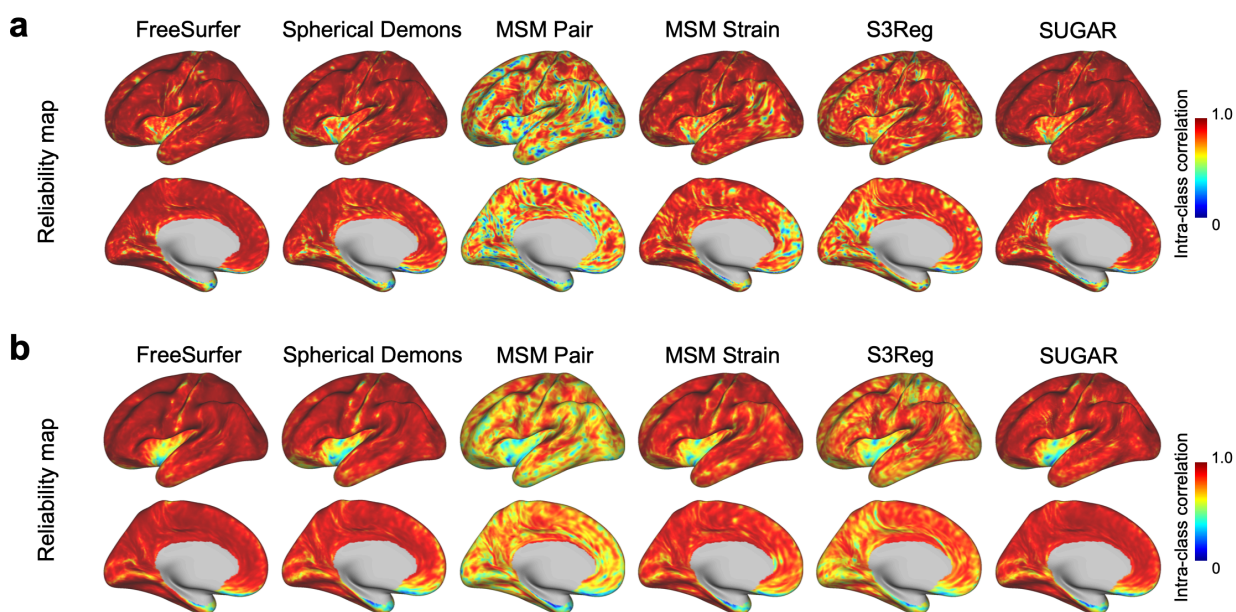 a
FreeSurfer Spherical Demons MSM Pair MSM Strain S3Reg SUGAR
Reliability map
Intra-class correlation
1.0
0
b
FreeSurfer Spherical Demons MSM Pair MSM Strain S3Reg SUGAR
Reliability map
Intra-class correlation
1.0
0